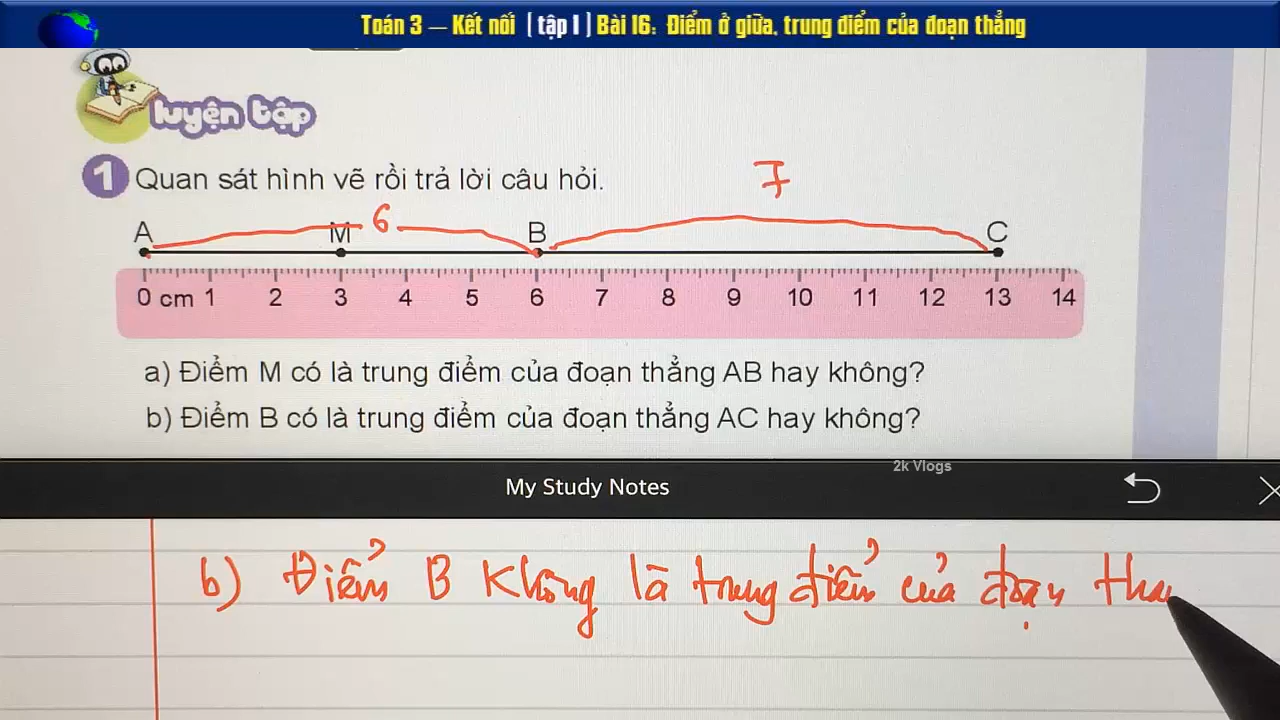 Toán 3 – Kết nối [ tập 1 ] Bài 16: Điểm ở giữa, trung điểm của đoạn thẳng
luyện tập
1 Quan sát hình vẽ rồi trả lời câu hỏi.
7
6
A M B C
0 cm 1 2 3 4 5 6 7 8 9 10 11 12 13 14
a) Điểm M có là trung điểm của đoạn thẳng AB hay không?
b) Điểm B có là trung điểm của đoạn thẳng AC hay không?
2k Vlogs
My Study Notes
b) Điểm B không là trung điểm của đoạn